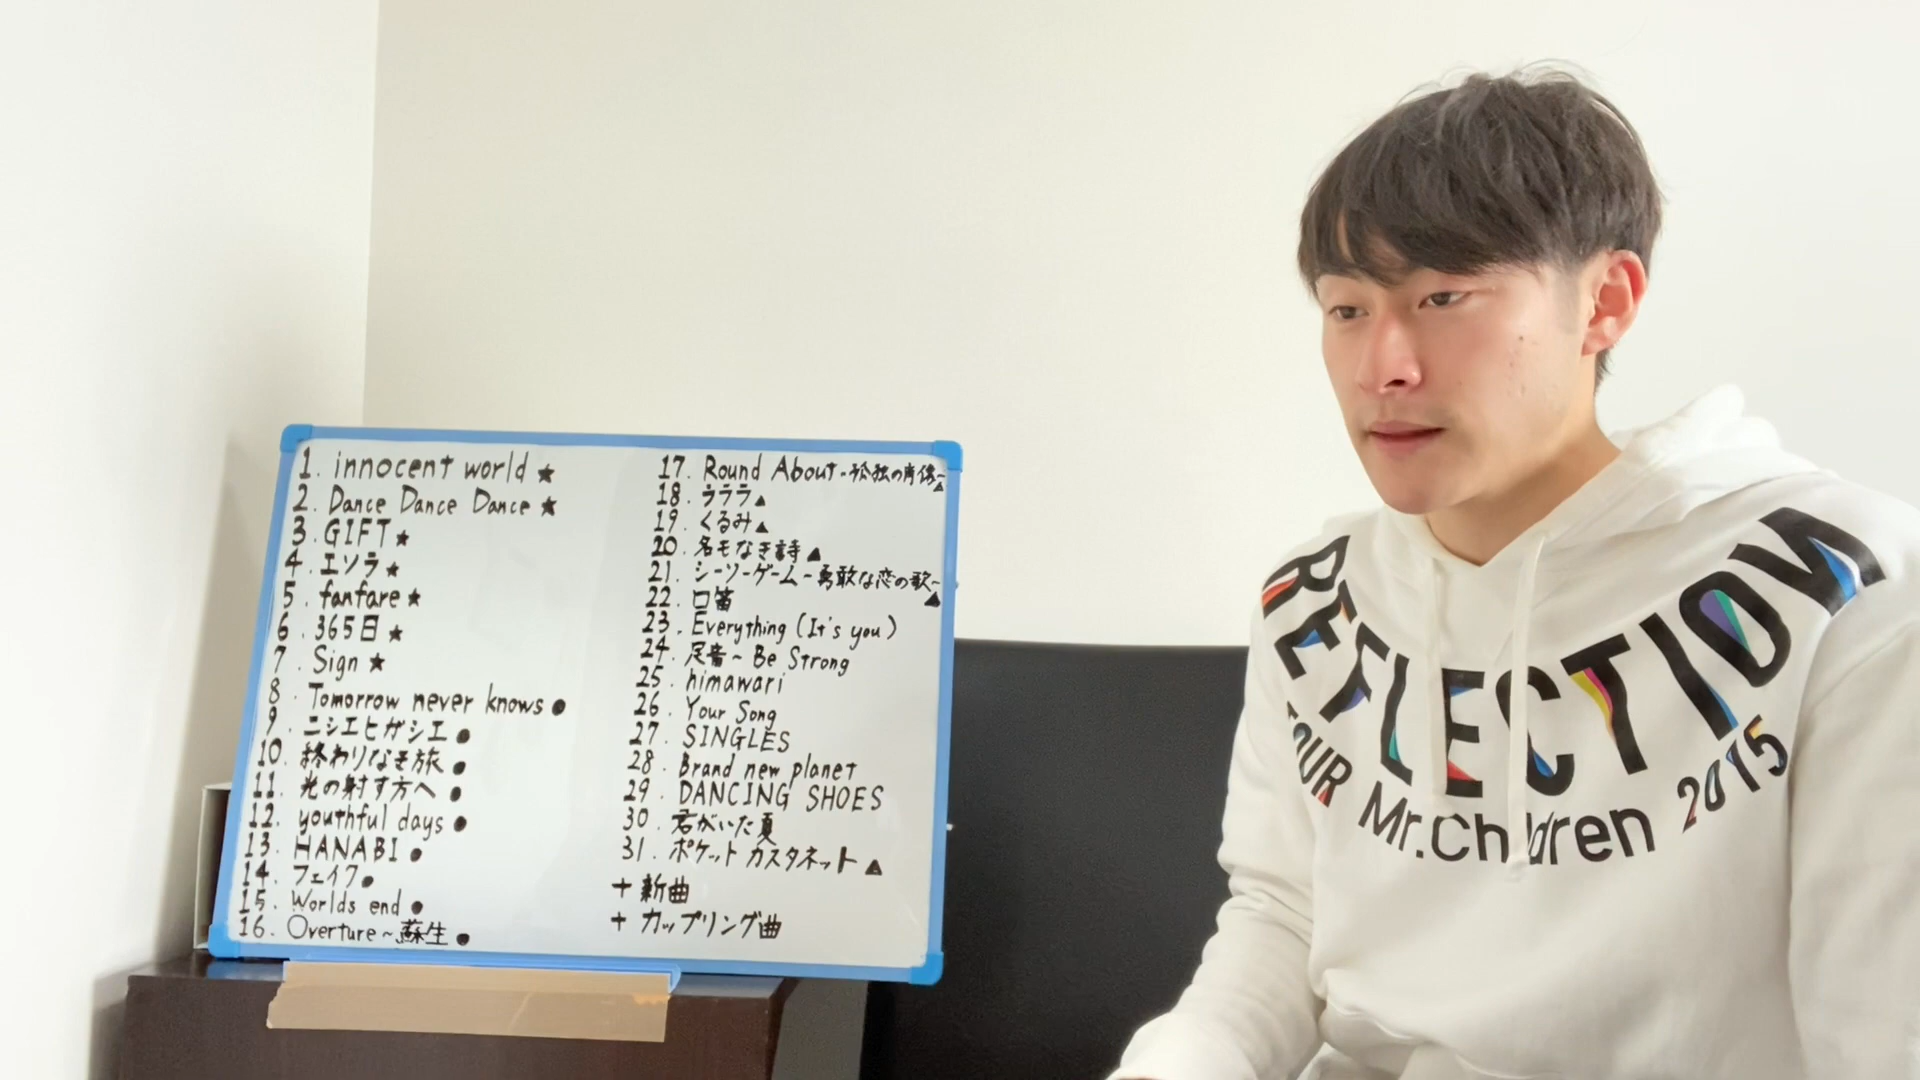 1. innocent world ★
2. Dance Dance Dance ★
3. GIFT ★
4. エソラ ★
5. fanfare ★
6. 365日 ★
7. Sign ★
8. Tomorrow never knows ●
9. ニシエヒガシエ ●
10. 終わりなき旅 ●
11. 光の射す方へ ●
12. youthful days ●
13. HANABI ●
14. フェイク ●
15. Worlds end ●
16. Overture~蘇生 ●
17. Round About-孤独の肖像~ ▲
18. ウララ ▲
19. くるみ ▲
20. 名もなき詩 ▲
21. シーソーゲーム-勇敢な恋の歌~ ▲
22. 口笛
23. Everything (It's you)
24. 足音~Be Strong
25. himawari
26. Your Song
27. SINGLES
28. Brand new planet
29. DANCING SHOES
30. 君がいた夏
31. ポケットカスタネット ▲
+ 新曲
+ カップリング曲
REFLECTION
TOUR Mr.Children 2015